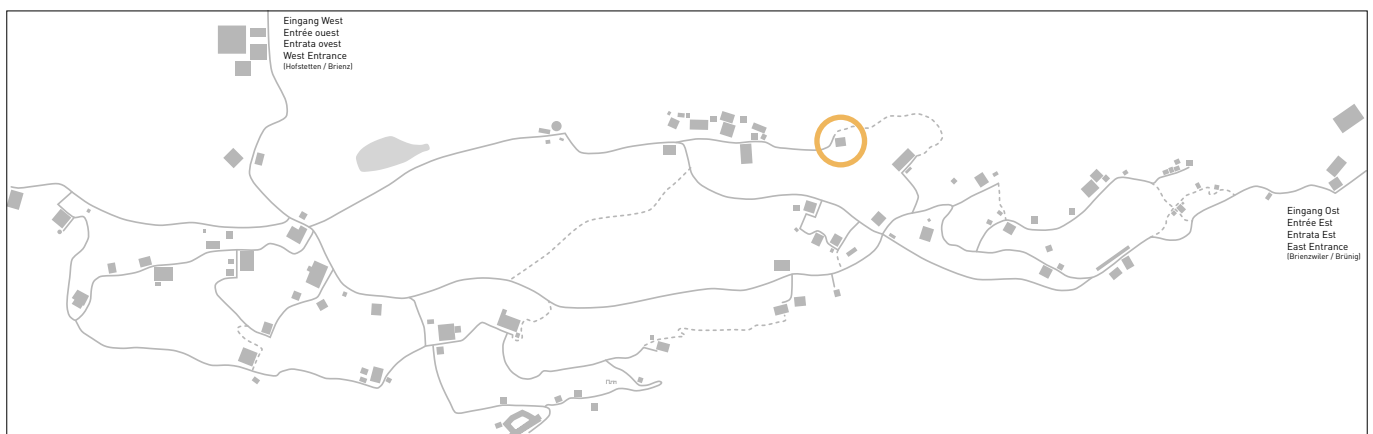 Eingang West
Entrée ouest
Entrata ovest
West Entrance
(Hofstetten / Brienz)
Eingang Ost
Entrée Est
Entrata Est
East Entrance
(Brienzwiler / Brünig)